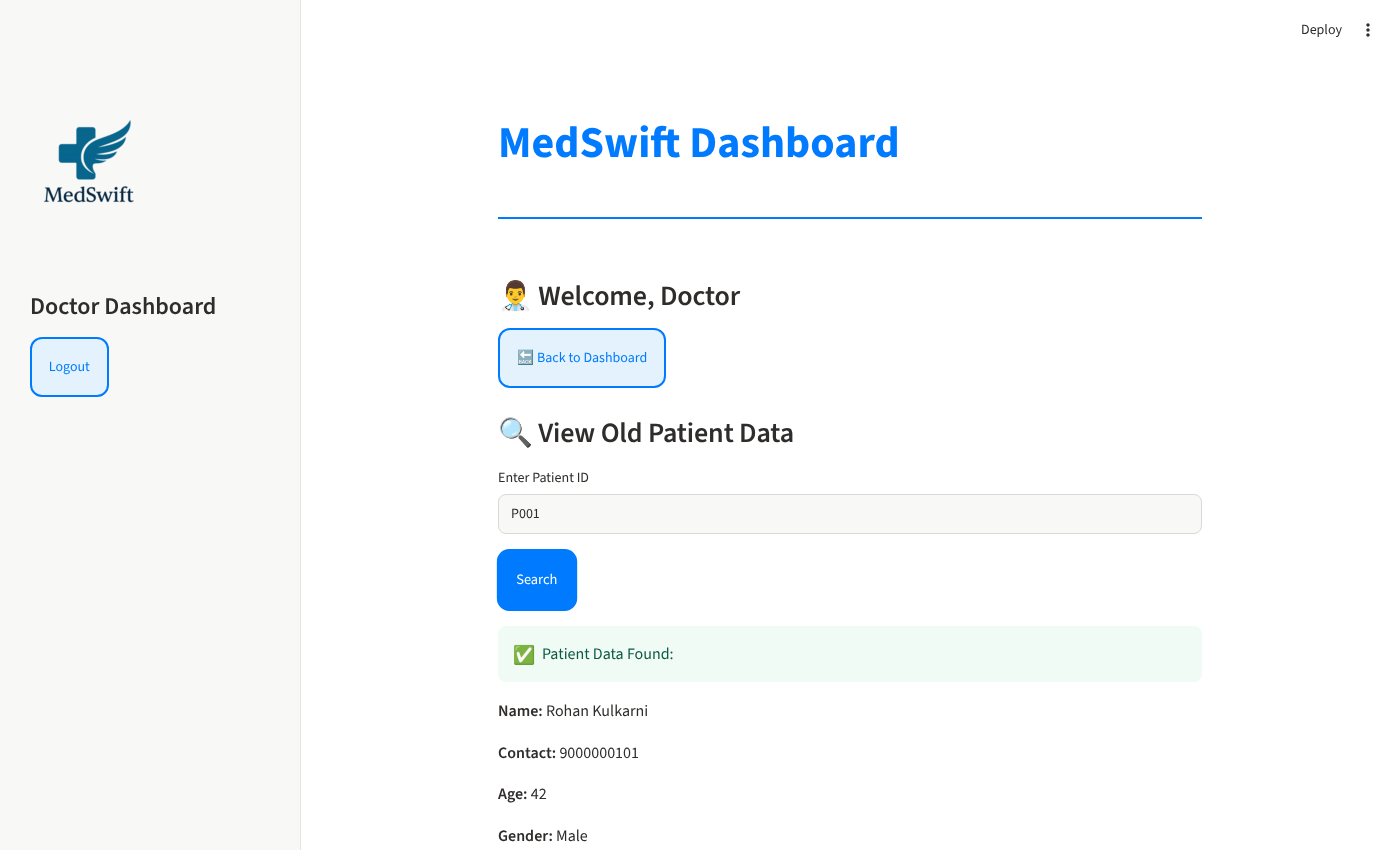 Deploy
MedSwift
Doctor Dashboard
Logout
MedSwift Dashboard
👨‍⚕️ Welcome, Doctor
🔙 Back to Dashboard
🔍 View Old Patient Data
Enter Patient ID
P001
Search
✅ Patient Data Found:
Name: Rohan Kulkarni
Contact: 9000000101
Age: 42
Gender: Male